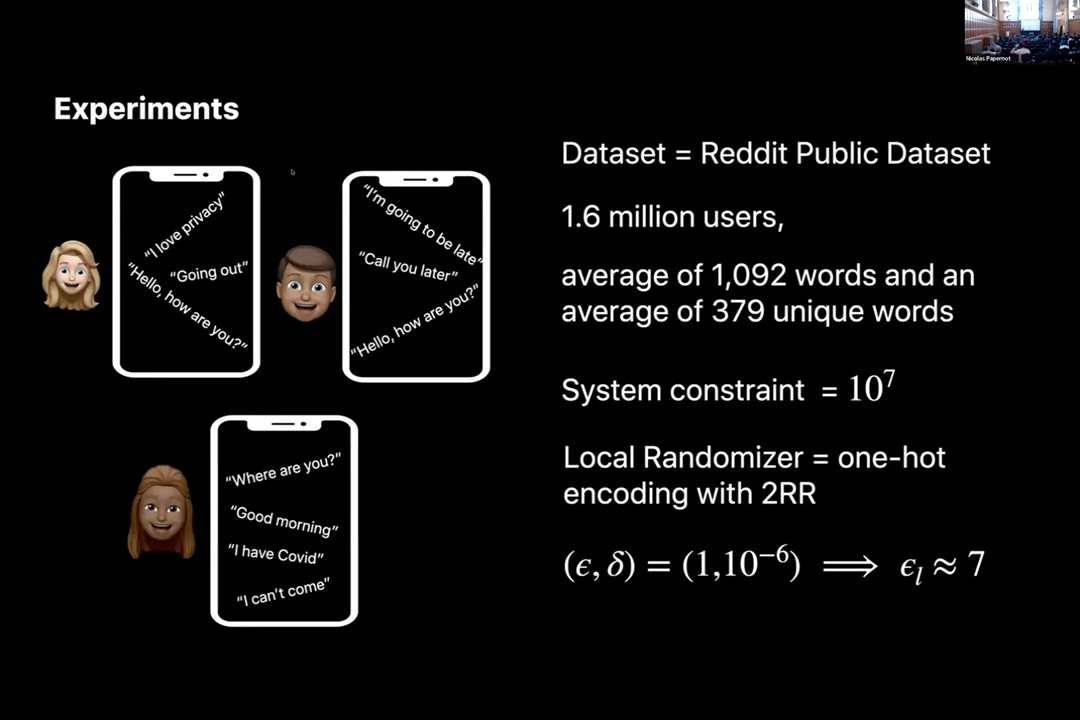 Nicolas Papernot
Experiments
"I love privacy"
"Going out"
"Hello, how are you?"
"I'm going to be late"
"Call you later"
"Hello, how are you?"
"Where are you?"
"Good morning"
"I have Covid"
"I can't come"
Dataset = Reddit Public Dataset
1.6 million users,
average of 1,092 words and an
average of 379 unique words
System constraint = 10⁷
Local Randomizer = one-hot
encoding with 2RR
(ϵ, δ) = (1,10⁻⁶) ⟹ ϵₗ ≈ 7